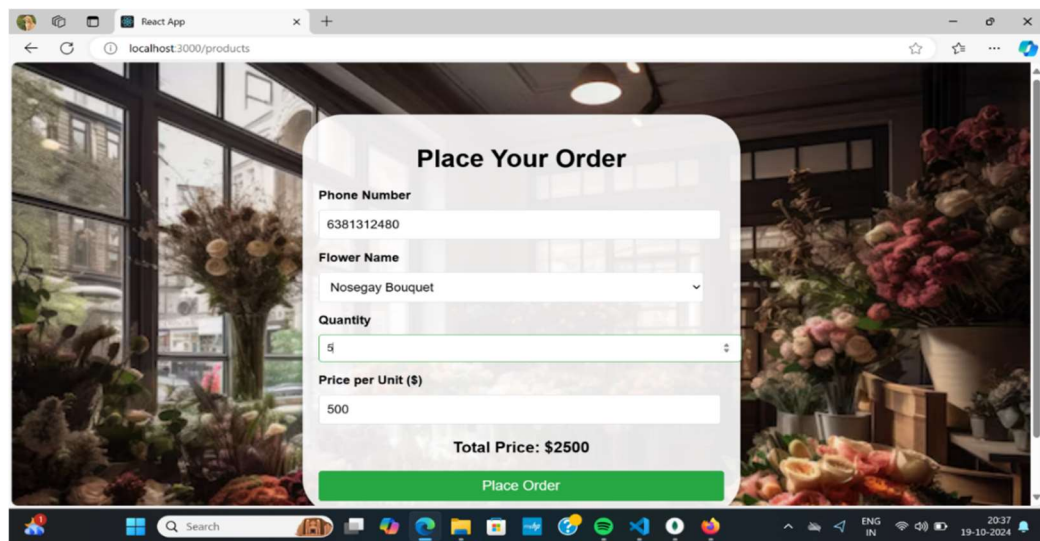 React App
localhost:3000/products
Place Your Order
Phone Number
6381312480
Flower Name
Nosegay Bouquet
Quantity
5
Price per Unit ($)
500
Total Price: $2500
Place Order
Search
ENG
IN
20:37
19-10-2024